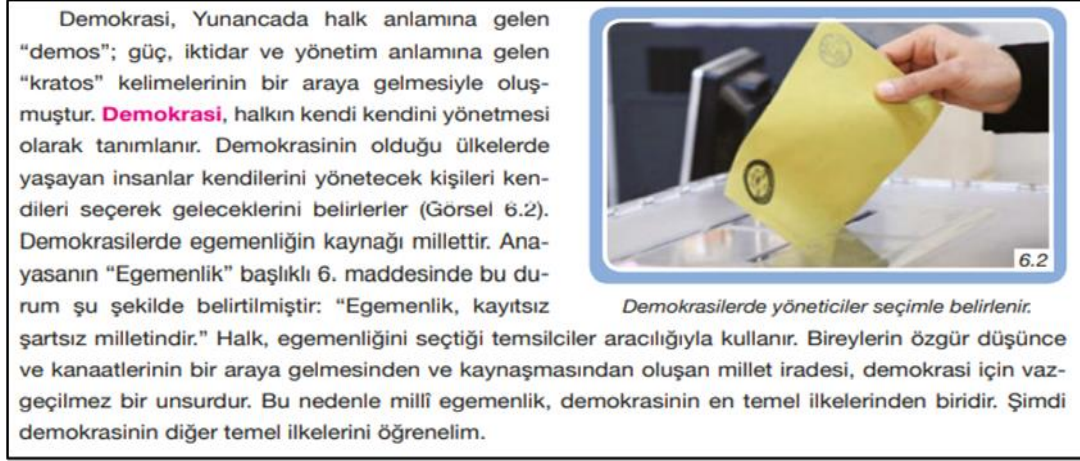 Demokrasi, Yunancada halk anlamına gelen
“demos”; güç, iktidar ve yönetim anlamına gelen
“kratos” kelimelerinin bir araya gelmesiyle oluş-
muştur. Demokrasi, halkın kendi kendini yönetmesi
olarak tanımlanır. Demokrasinin olduğu ülkelerde
yaşayan insanlar kendilerini yönetecek kişileri ken-
dileri seçerek geleceklerini belirlerler (Görsel 6.2).
Demokrasilerde egemenliğin kaynağı millettir. Ana-
yasanın “Egemenlik” başlıklı 6. maddesinde bu du-
rum şu şekilde belirtilmiştir: “Egemenlik, kayıtsız
şartsız milletindir.” Halk, egemenliğini seçtiği temsilciler aracılığıyla kullanır. Bireylerin özgür düşünce
ve kanaatlerinin bir araya gelmesinden ve kaynaşmasından oluşan millet iradesi, demokrasi için vaz-
geçilmez bir unsurdur. Bu nedenle millî egemenlik, demokrasinin en temel ilkelerinden biridir. Şimdi
demokrasinin diğer temel ilkelerini öğrenelim.
6.2
Demokrasilerde yöneticiler seçimle belirlenir.